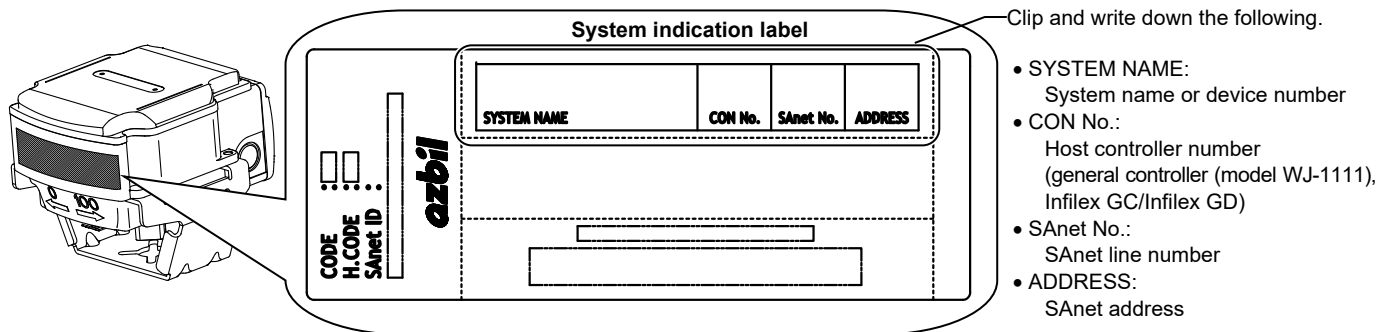 System indication label
SYSTEM NAME
CON No.
SAnet No.
ADDRESS
CODE :
H.CODE :
SAnet ID :
azbil
0 100
Clip and write down the following.
• SYSTEM NAME:
System name or device number
• CON No.:
Host controller number
(general controller (model WJ-1111),
Infilex GC/Infilex GD)
• SAnet No.:
SAnet line number
• ADDRESS:
SAnet address